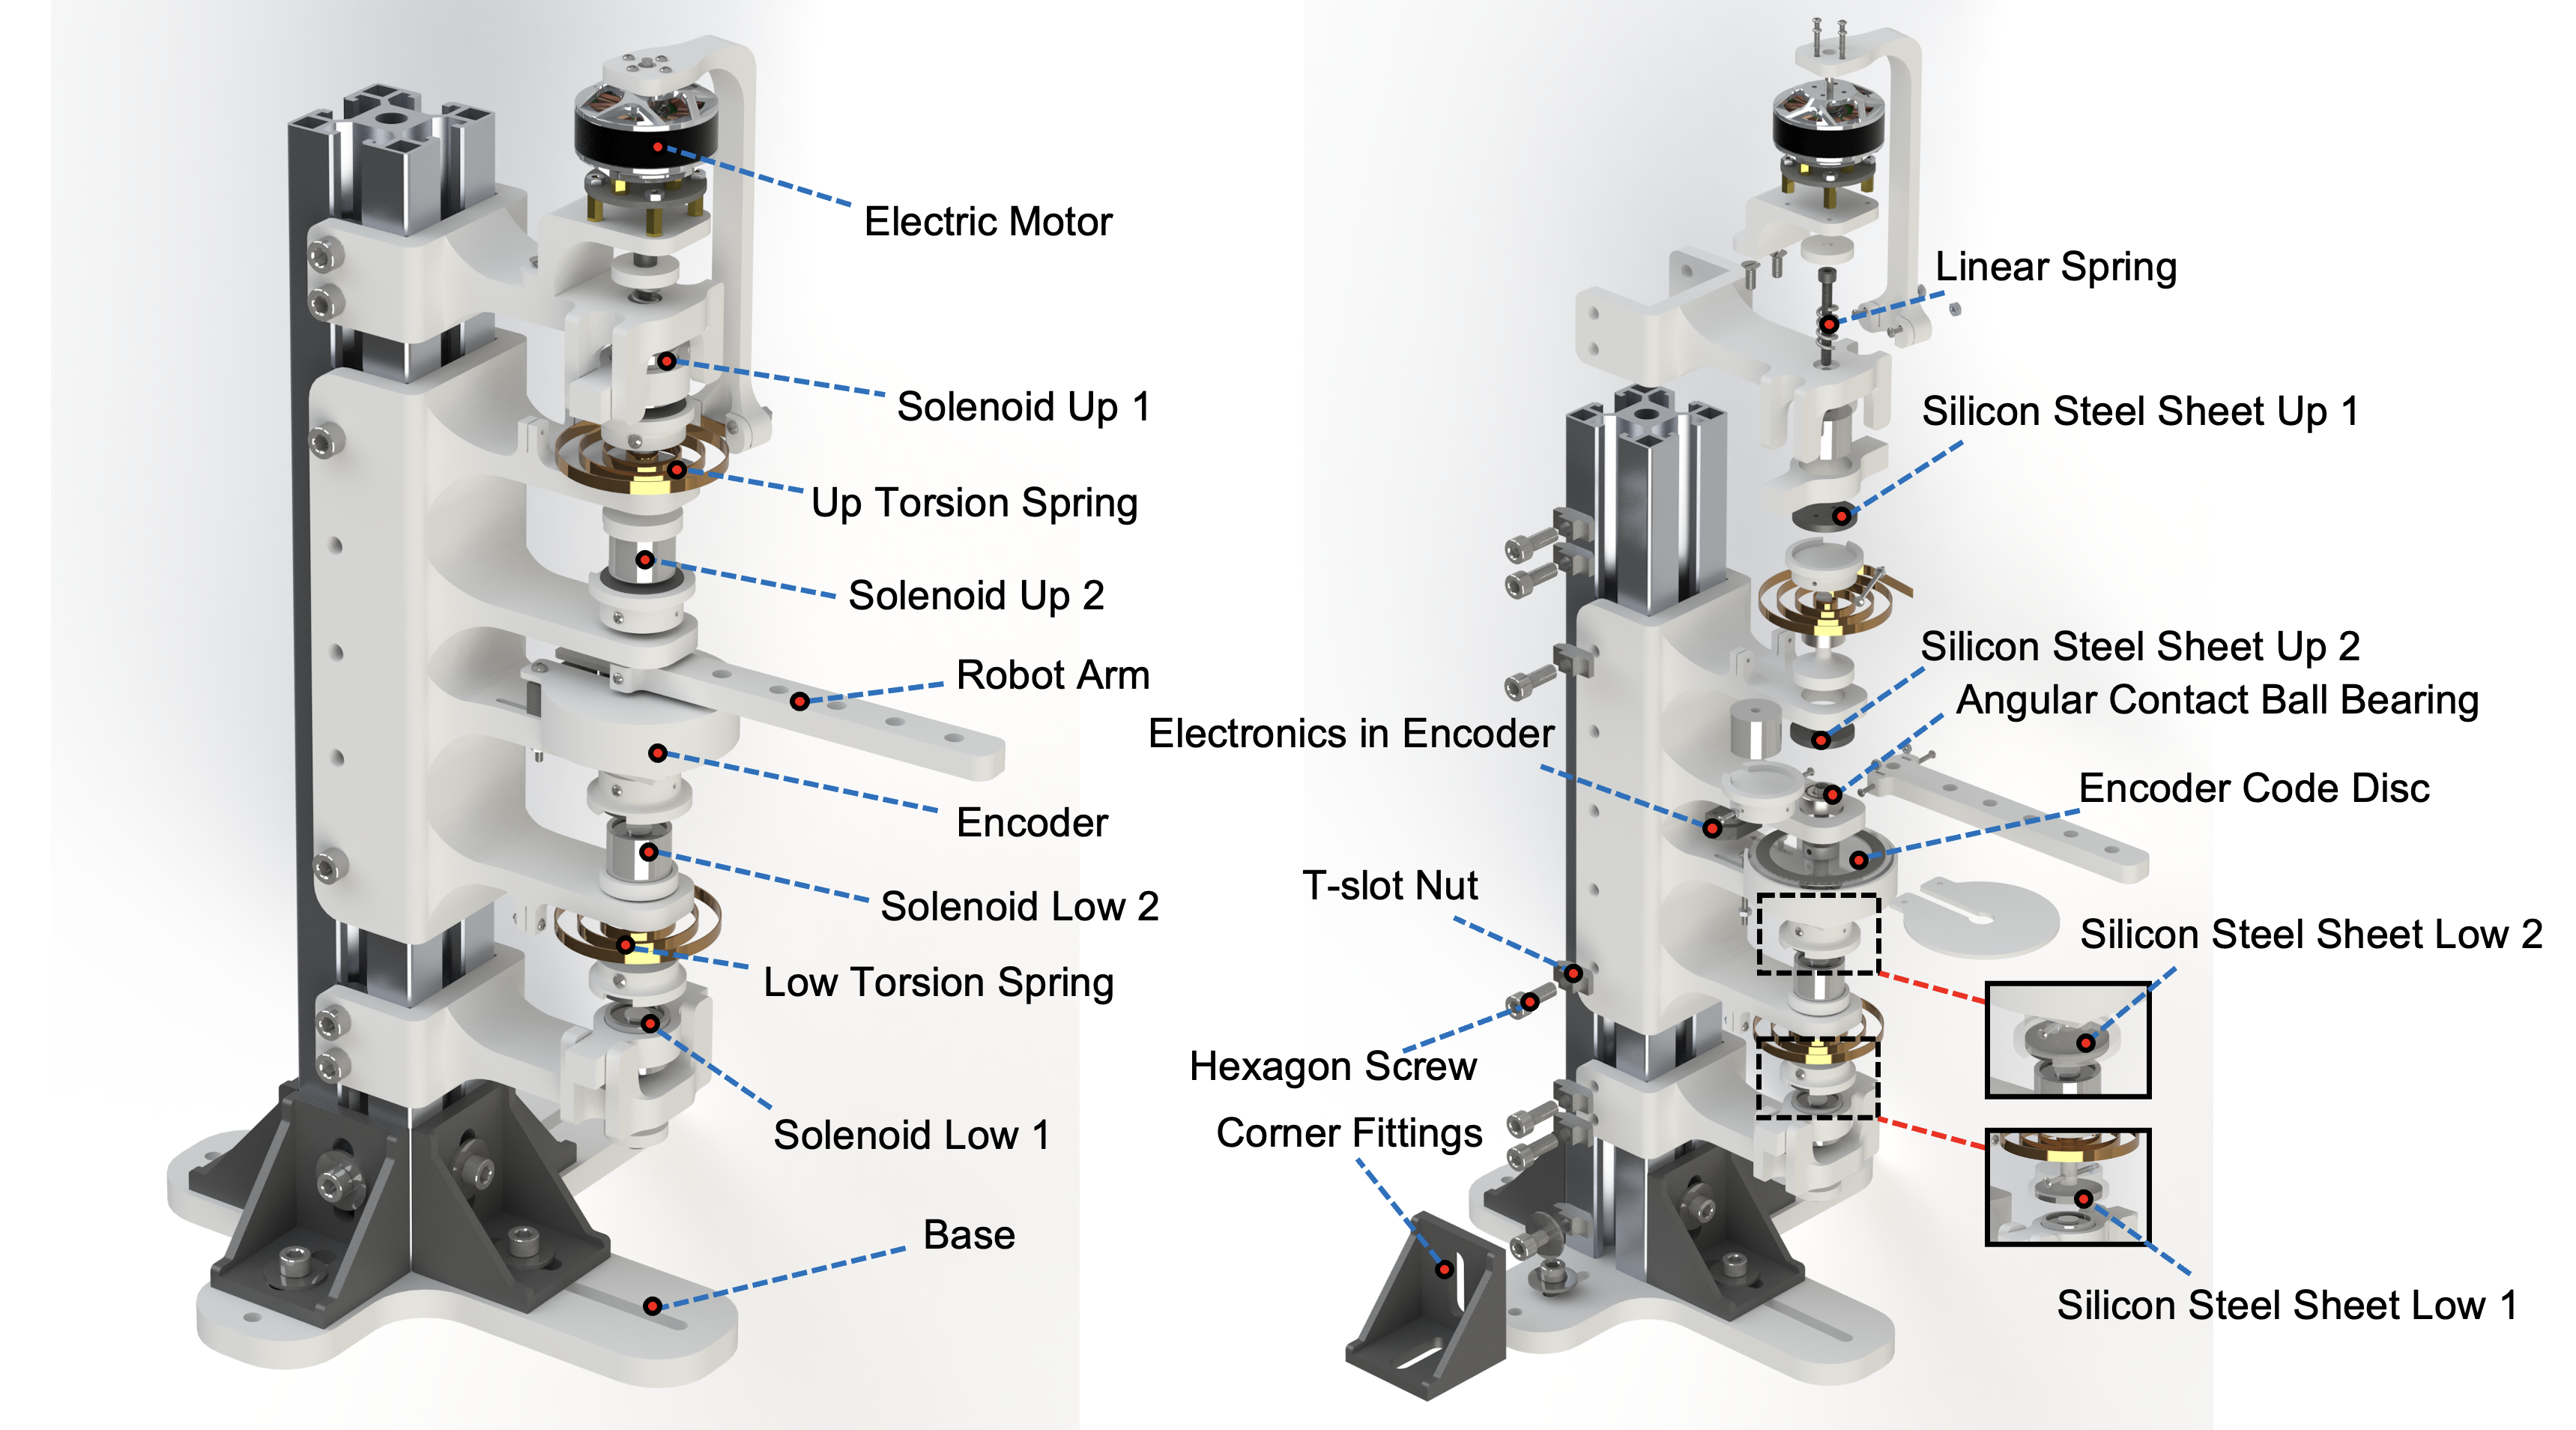 Electric Motor
Solenoid Up 1
Up Torsion Spring
Solenoid Up 2
Robot Arm
Encoder
Solenoid Low 2
Low Torsion Spring
Solenoid Low 1
Base
Linear Spring
Silicon Steel Sheet Up 1
Silicon Steel Sheet Up 2
Angular Contact Ball Bearing
Electronics in Encoder
Encoder Code Disc
T-slot Nut
Silicon Steel Sheet Low 2
Hexagon Screw
Corner Fittings
Silicon Steel Sheet Low 1